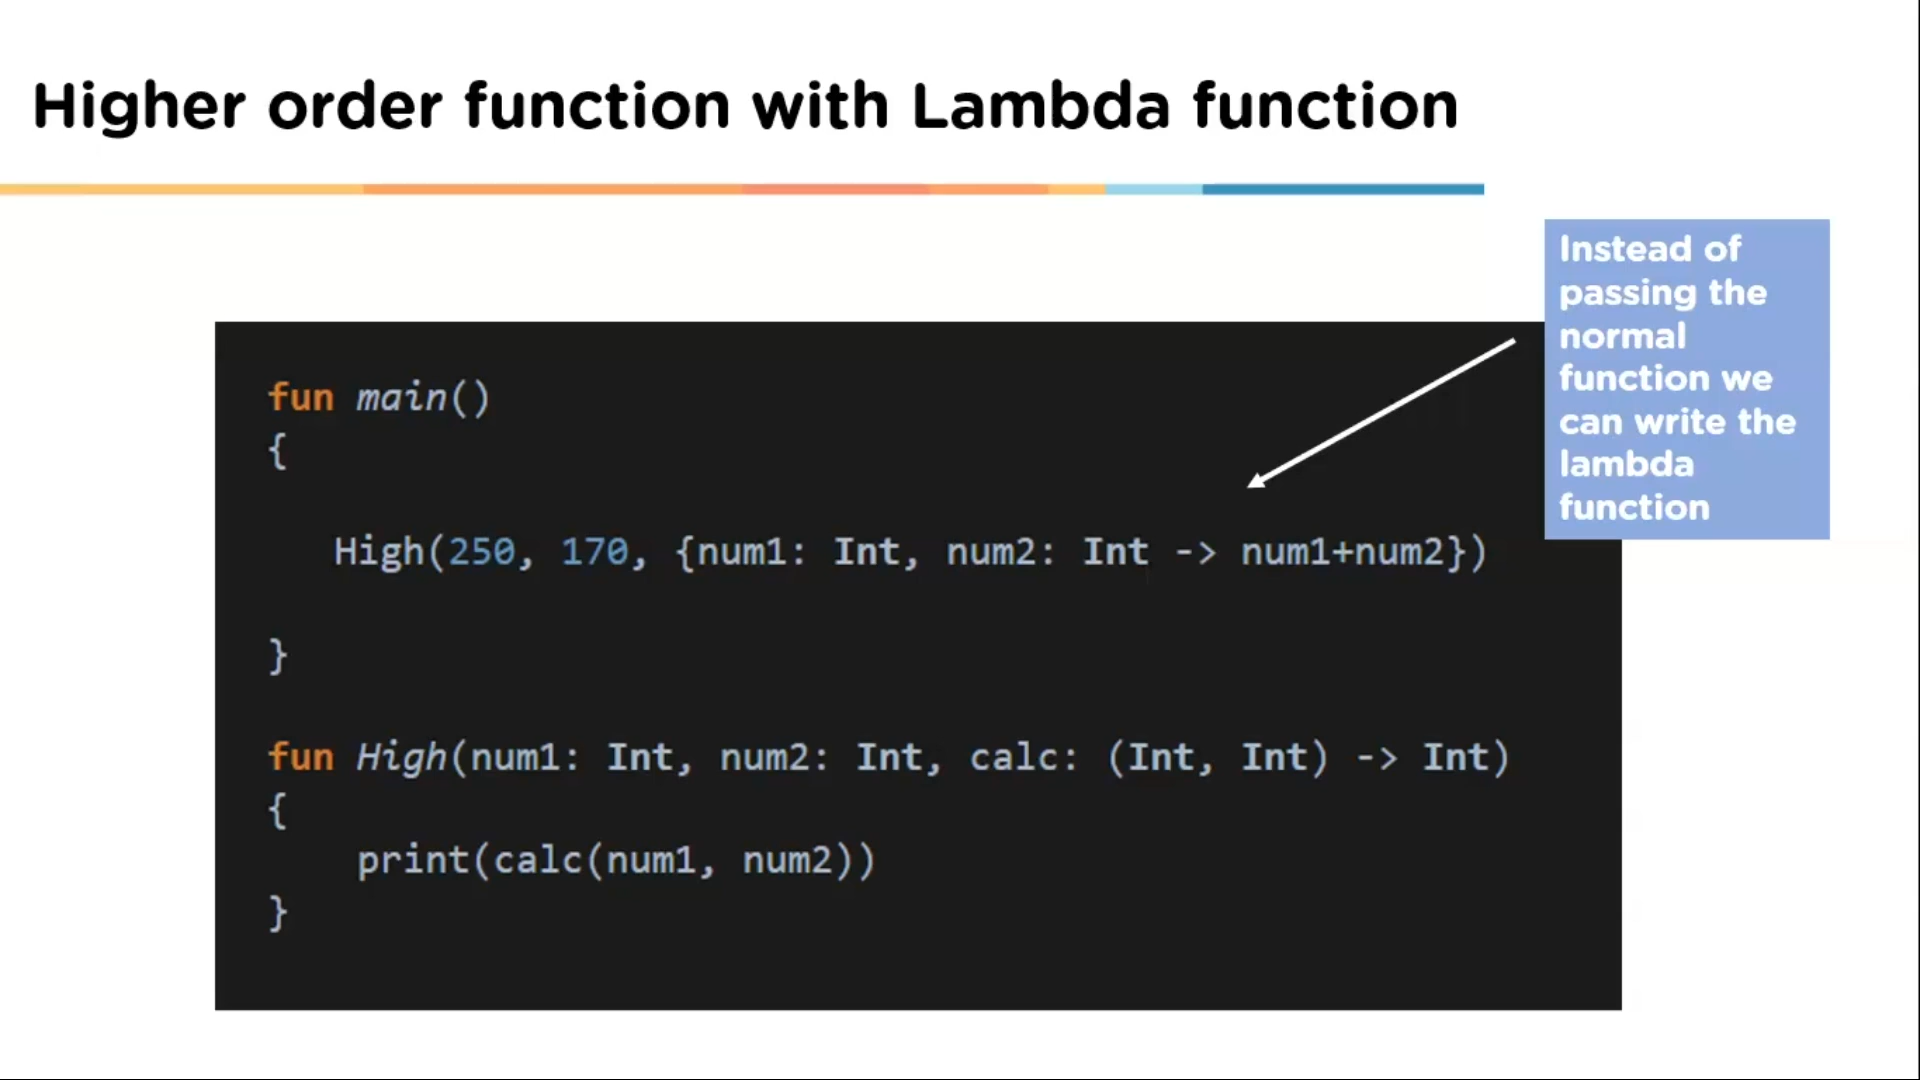 Higher order function with Lambda function
Instead of
passing the
normal
function we
can write the
lambda
function
fun main()
{
High(250, 170, {num1: Int, num2: Int -> num1+num2})
}
fun High(num1: Int, num2: Int, calc: (Int, Int) -> Int)
{
print(calc(num1, num2))
}